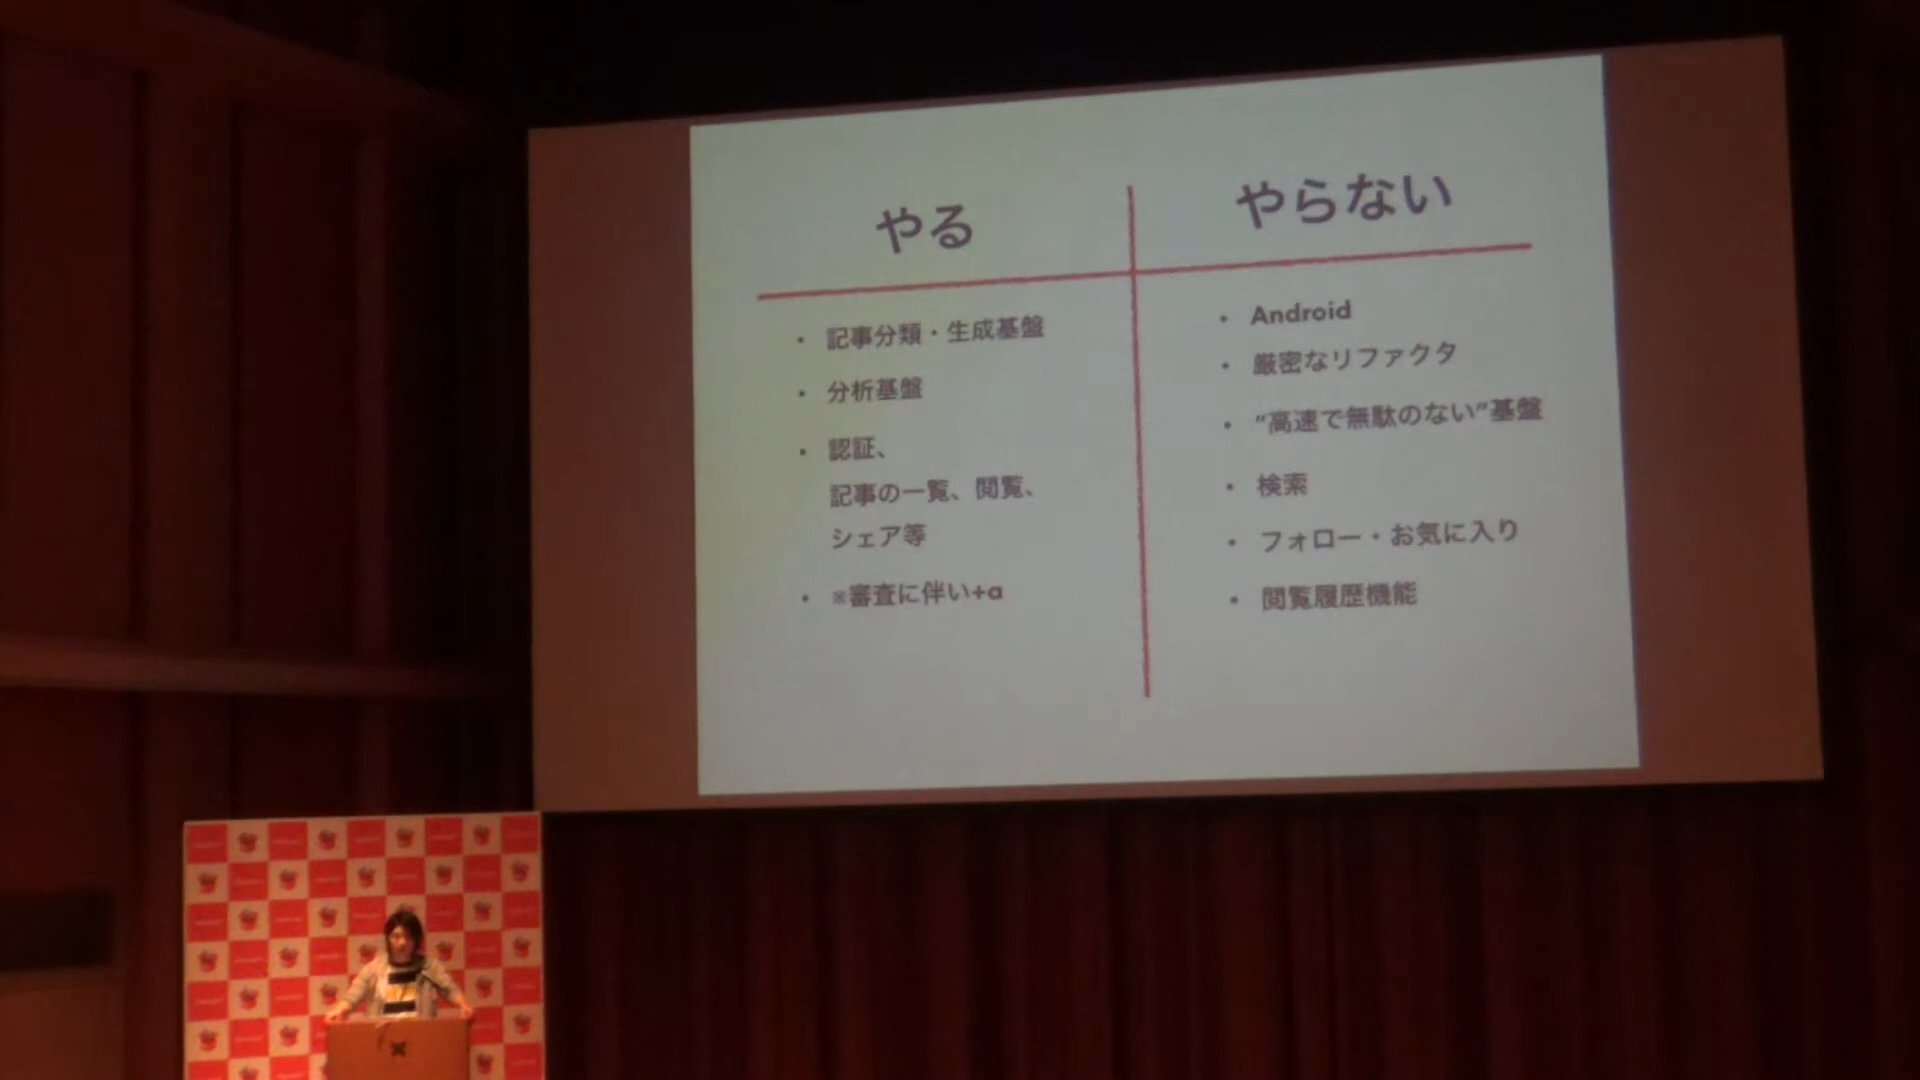 やる
やらない
・ 記事分類・生成基盤
・ 分析基盤
・ 認証、
記事の一覧、閲覧、
シェア等
・ ※審査に伴い+α
・ Android
・ 厳密なリファクタ
・ “高速で無駄のない”基盤
・ 検索
・ フォロー・お気に入り
・ 閲覧履歴機能